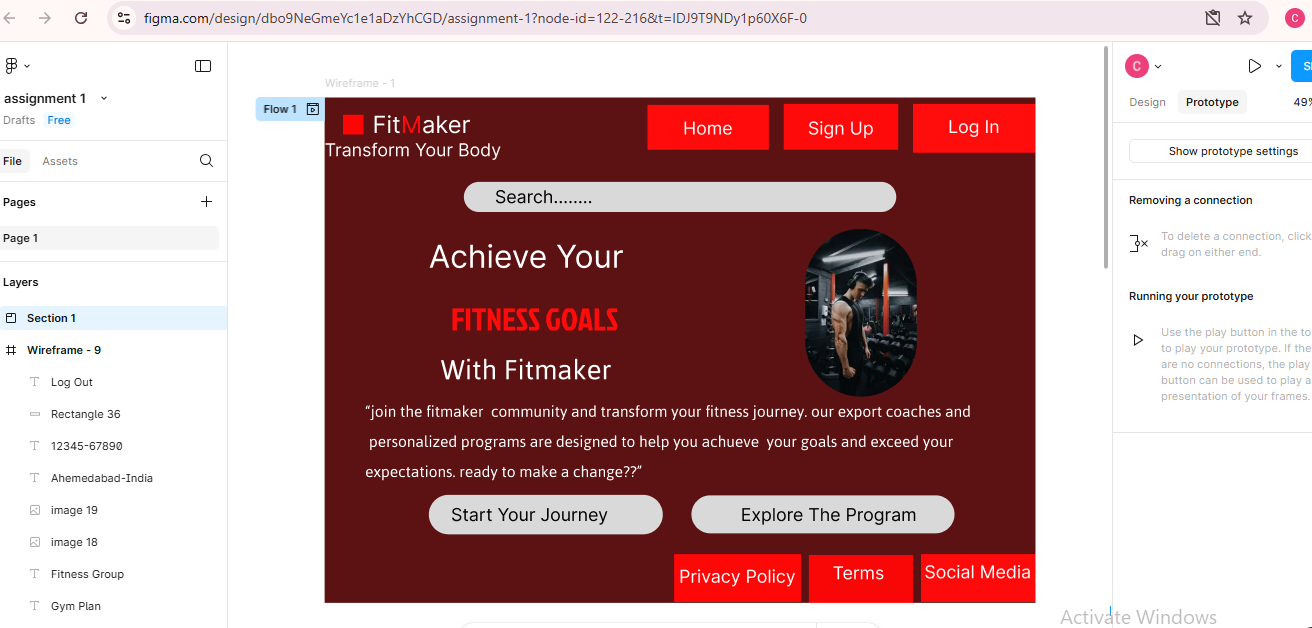 figma.com/design/dbo9NeGmeYc1e1aDzYhCGD/assignment-1?node-id=122-216&t=IDJ9T9NDy1p60X6F-0
C
assignment 1
Drafts Free
File Assets
Pages
Page 1
Layers
Section 1
Wireframe - 9
Log Out
Rectangle 36
12345-67890
Ahemedabad-India
image 19
image 18
Fitness Group
Gym Plan
Wireframe - 1
Flow 1
FitMaker
Transform Your Body
Home
Sign Up
Log In
Search........
Achieve Your
FITNESS GOALS
With Fitmaker
“join the fitmaker  community and transform your fitness journey. our export coaches and
personalized programs are designed to help you achueve  your goals and exceed your
expectations. ready to make a change??”
Start Your Journey
Explore The Program
Privacy Policy
Terms
Social Media
C
Design Prototype 49%
Show prototype settings
Removing a connection
To delete a connection, click
drag on either end.
Running your prototype
Use the play button in the to
to play your prototype. If the
are no connections, the play
button can be used to play a
presentation of your frames.
Activate Windows